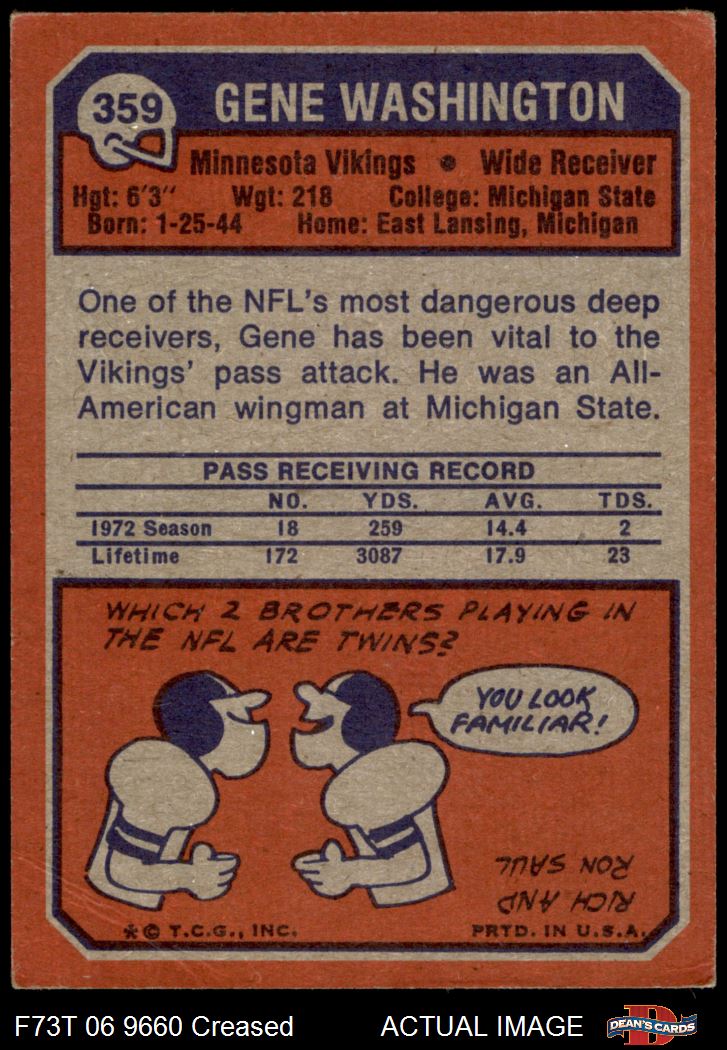 359
GENE WASHINGTON
Minnesota Vikings ● Wide Receiver
Hgt: 6'3" Wgt: 218 College: Michigan State
Born: 1-25-44 Home: East Lansing, Michigan
One of the NFL's most dangerous deep
receivers, Gene has been vital to the
Vikings' pass attack. He was an All-
American wingman at Michigan State.
PASS RECEIVING RECORD
NO. YDS. AVG. TDS.
1972 Season 18 259 14.4 2
Lifetime 172 3087 17.9 23
WHICH 2 BROTHERS PLAYING IN
THE NFL ARE TWINS?
YOU LOOK
FAMILIAR!
RICH AND
RON SAUL
*© T.C.G., INC. PRTD. IN U.S.A.
F73T 06 9660 Creased ACTUAL IMAGE
D
DEAN'S CARDS